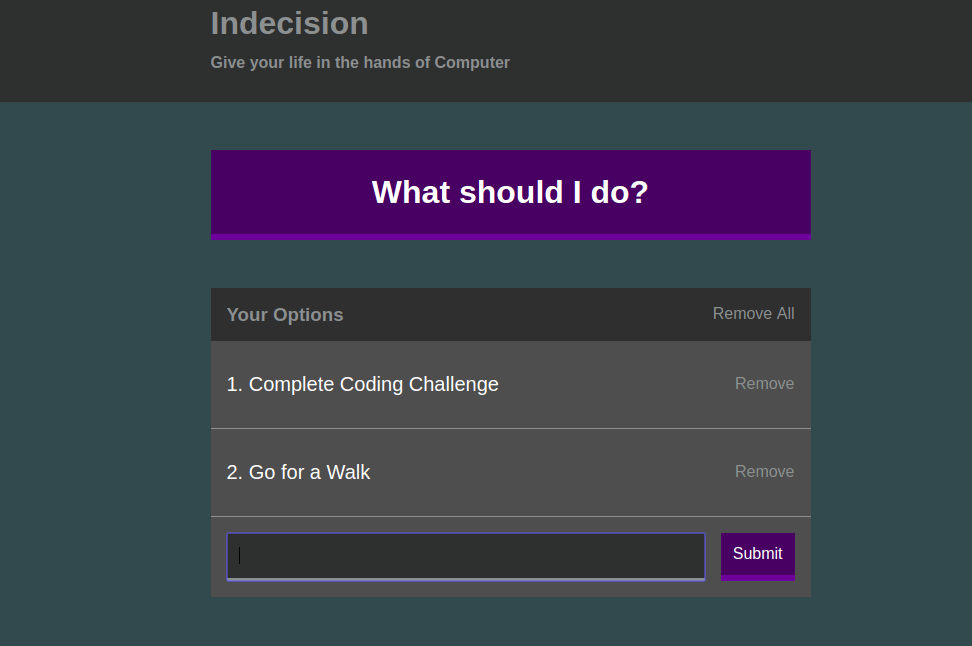 Indecision
Give your life in the hands of Computer
What should I do?
Your Options Remove All
1. Complete Coding Challenge Remove
2. Go for a Walk Remove
Submit